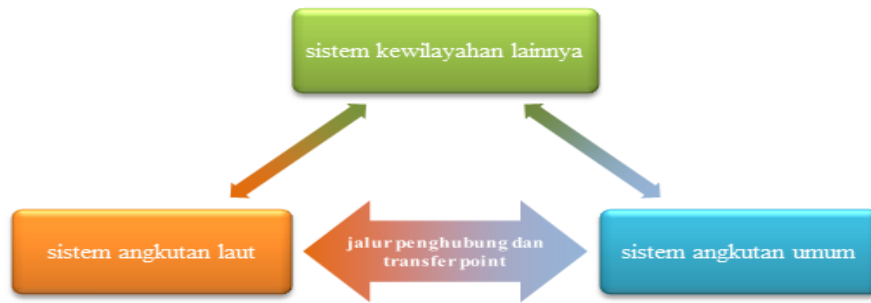 sistem kewilayahan lainnya
jalur penghubung dan
transfer point
sistem angkutan laut
sistem angkutan umum